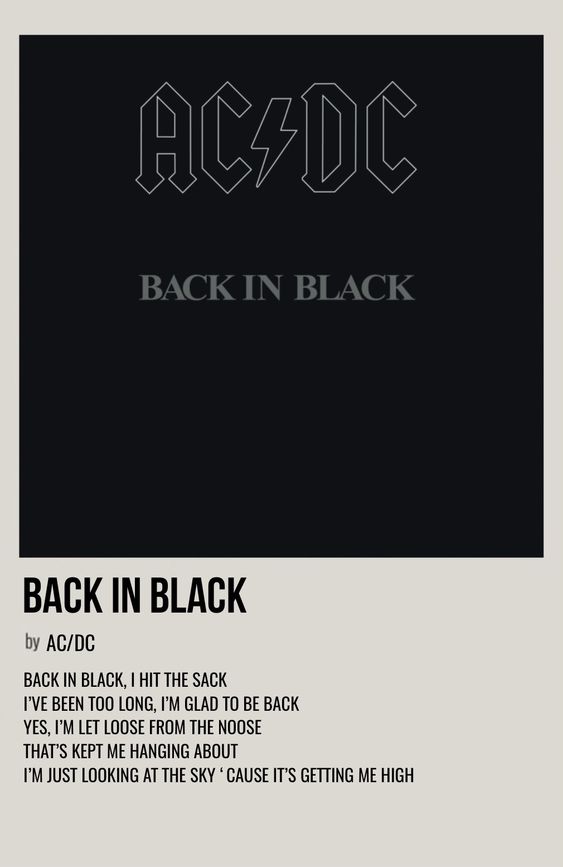 AC/DC
BACK IN BLACK
BACK IN BLACK
by AC/DC
BACK IN BLACK, I HIT THE SACK
I'VE BEEN TOO LONG, I'M GLAD TO BE BACK
YES, I'M LET LOOSE FROM THE NOOSE
THAT'S KEPT ME HANGING ABOUT
I'M JUST LOOKING AT THE SKY ‘ CAUSE IT'S GETTING ME HIGH